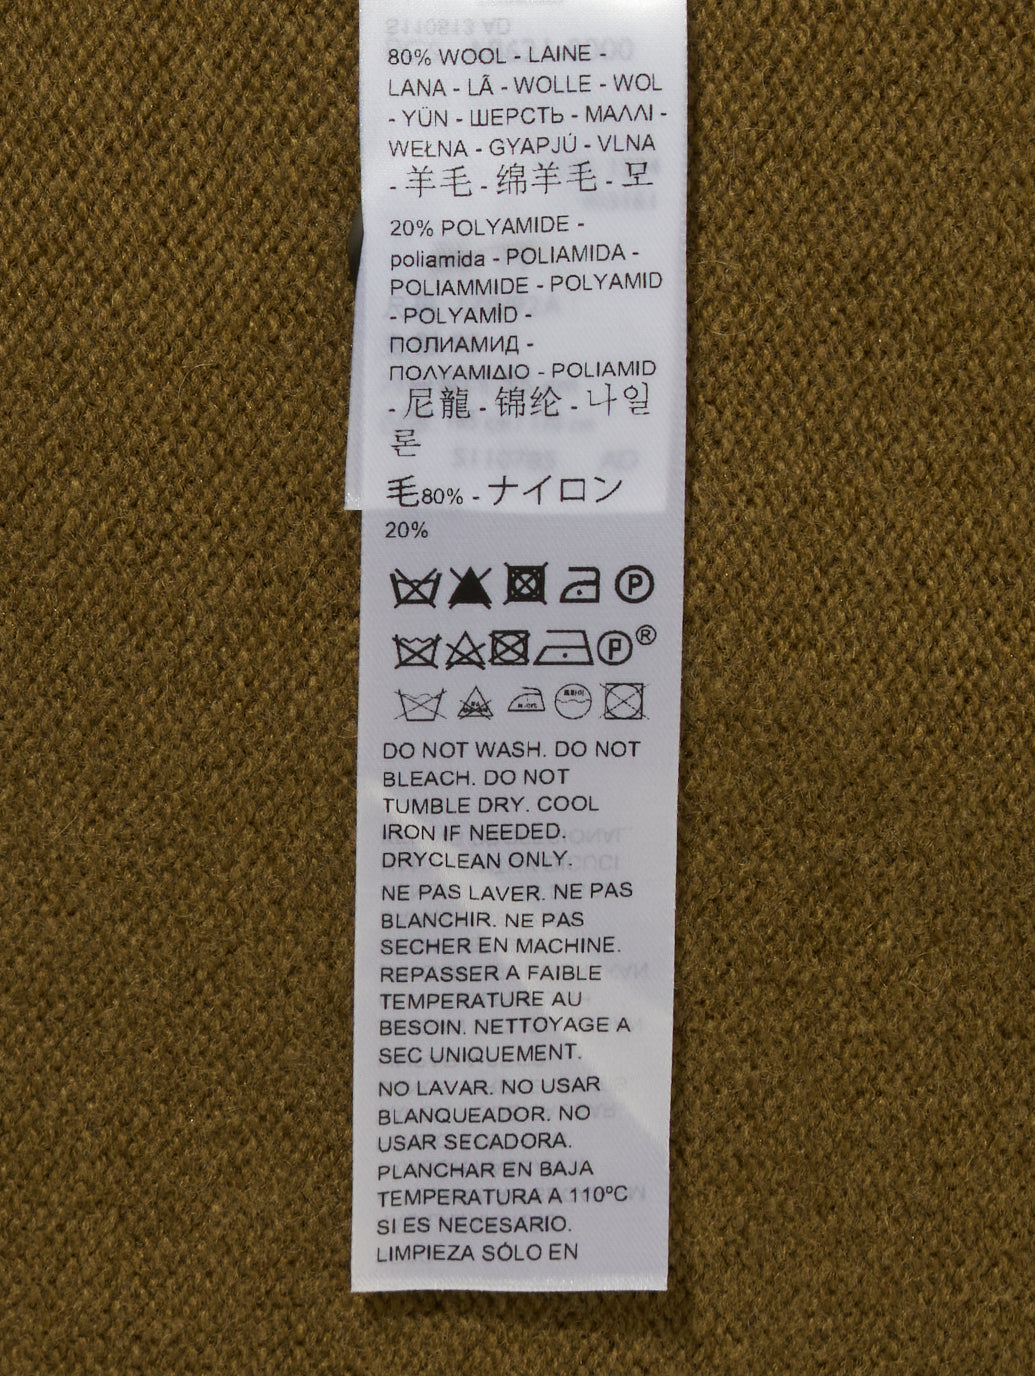 80% WOOL - LAINE -
LANA - LÃ - WOLLE - WOL
- YÜN - ШЕРСТЬ - ΜΑΛΛΙ -
WEŁNA - GYAPJÚ - VLNA
- 羊毛 - 绵羊毛 - 모
20% POLYAMIDE -
poliamida - POLIAMIDA -
POLIAMMIDE - POLYAMID
- POLYAMİD -
ПОЛИАМИД -
ΠΟΛΥΑΜΙΔΙΟ - POLIAMID
- 尼龍 - 锦纶 - 나일
론
毛80% - ナイロン
20%
P
P ®
드라이
DO NOT WASH. DO NOT
BLEACH. DO NOT
TUMBLE DRY. COOL
IRON IF NEEDED.
DRYCLEAN ONLY.
NE PAS LAVER. NE PAS
BLANCHIR. NE PAS
SECHER EN MACHINE.
REPASSER A FAIBLE
TEMPERATURE AU
BESOIN. NETTOYAGE A
SEC UNIQUEMENT.
NO LAVAR. NO USAR
BLANQUEADOR. NO
USAR SECADORA.
PLANCHAR EN BAJA
TEMPERATURA A 110ºC
SI ES NECESARIO.
LIMPIEZA SÓLO EN